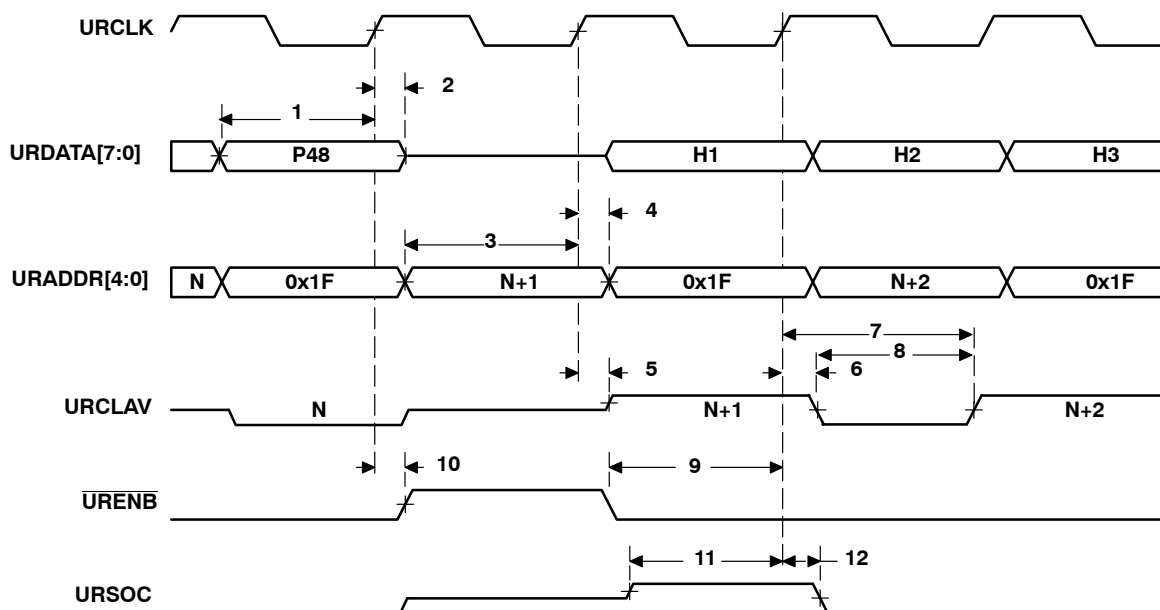 URCLK
2
1
URDATA[7:0] P48 H1 H2 H3
4
3
URADDR[4:0] N 0x1F N+1 0x1F N+2 0x1F
7
8
5 6
URCLAV N N+1 N+2
10 9
URENB
11 12
URSOC